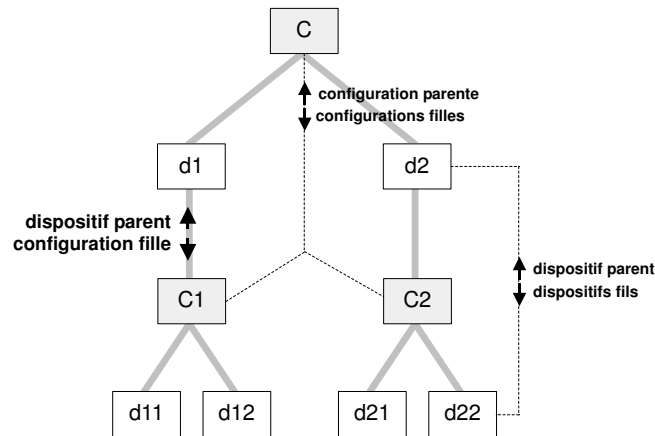 C
configuration parente
configurations filles
d1
d2
dispositif parent
configuration fille
dispositif parent
dispositifs fils
C1
C2
d11
d12
d21
d22